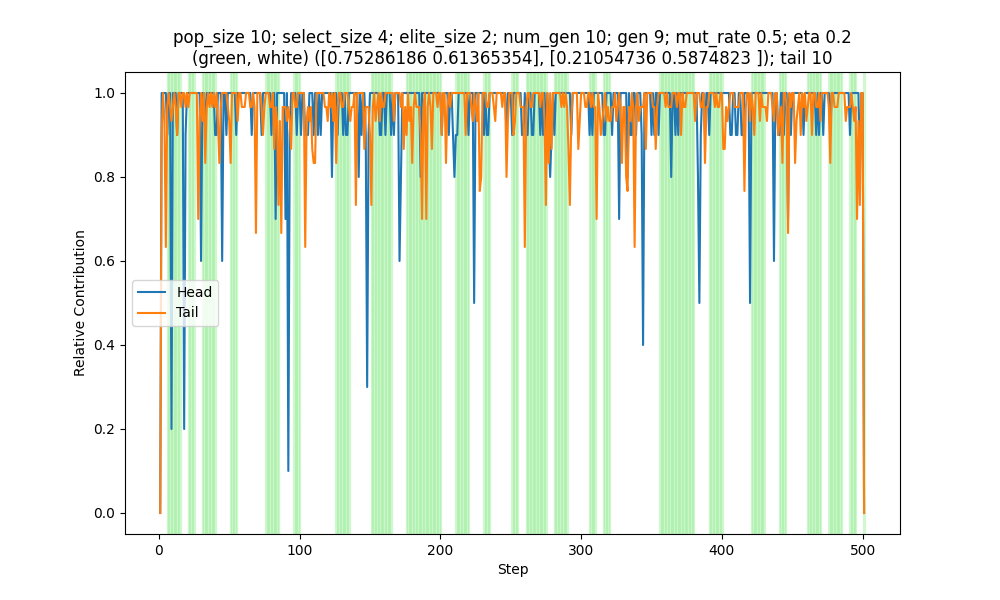 pop_size 10; select_size 4; elite_size 2; num_gen 10; gen 9; mut_rate 0.5; eta 0.2
(green, white) ([0.75286186 0.61365354], [0.21054736 0.5874823 ]); tail 10
1.0
0.8
0.6
0.4
0.2
0.0
Relative Contribution
Head
Tail
0
100
200
300
400
500
Step